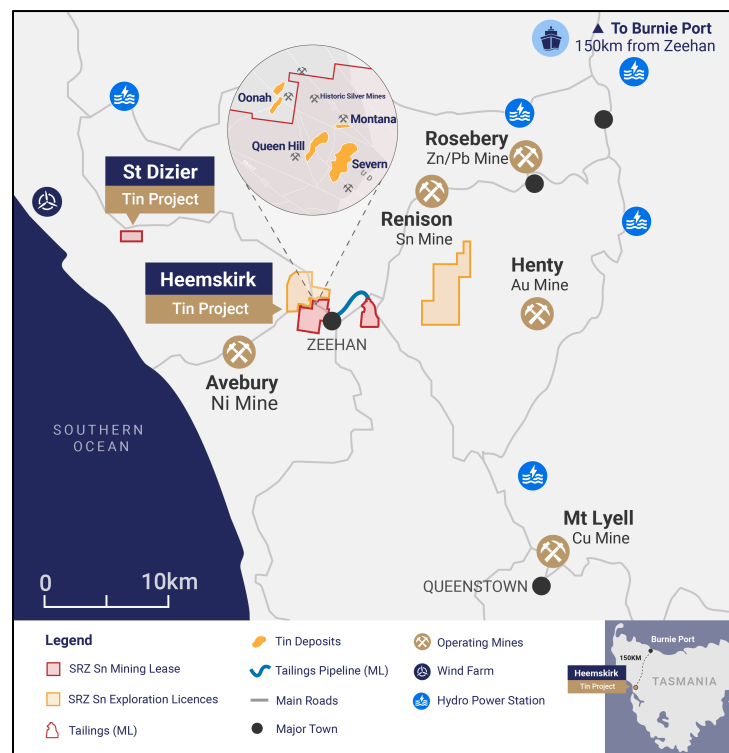 ▲ To Burnie Port
150km from Zeehan
Oonah
Historic Silver Mines
Montana
Queen Hill
Severn
Rosebery
Zn/Pb Mine
St Dizier
Tin Project
Renison
Sn Mine
Henty
Au Mine
Heemskirk
Tin Project
ZEEHAN
Avebury
Ni Mine
SOUTHERN
OCEAN
Mt Lyell
Cu Mine
0 10km
QUEENSTOWN
Legend
SRZ Sn Mining Lease
SRZ Sn Exploration Licences
Tailings (ML)
Tin Deposits
Tailings Pipeline (ML)
Main Roads
Major Town
Operating Mines
Wind Farm
Hydro Power Station
Burnie Port
150KM
Heemskirk
Tin Project
TASMANIA